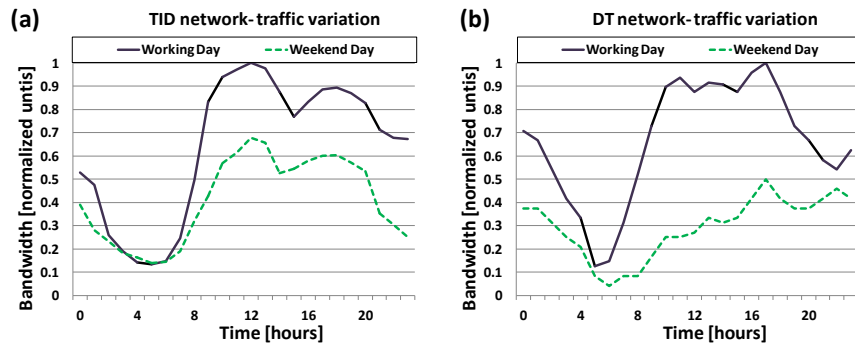 (a) TID network- traffic variation
Working Day Weekend Day
Bandwidth [normalized untis]
1
0.9
0.8
0.7
0.6
0.5
0.4
0.3
0.2
0.1
0
0 4 8 12 16 20
Time [hours]
(b) DT network- traffic variation
Working Day Weekend Day
Bandwidth [normalized untis]
1
0.9
0.8
0.7
0.6
0.5
0.4
0.3
0.2
0.1
0
0 4 8 12 16 20
Time [hours]